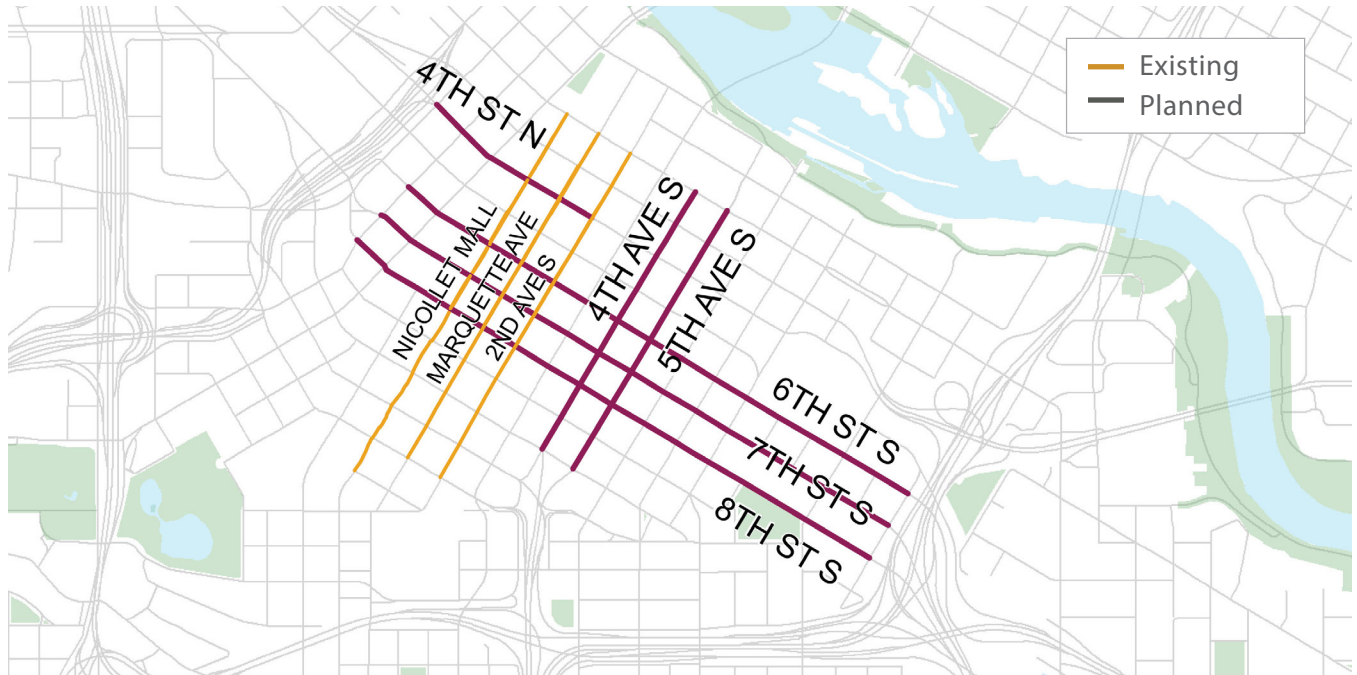 Existing
Planned
4TH ST N
NICOLLET MALL
MARQUETTE AVE
2ND AVE S
4TH AVE S
5TH AVE S
6TH ST S
7TH ST S
8TH ST S